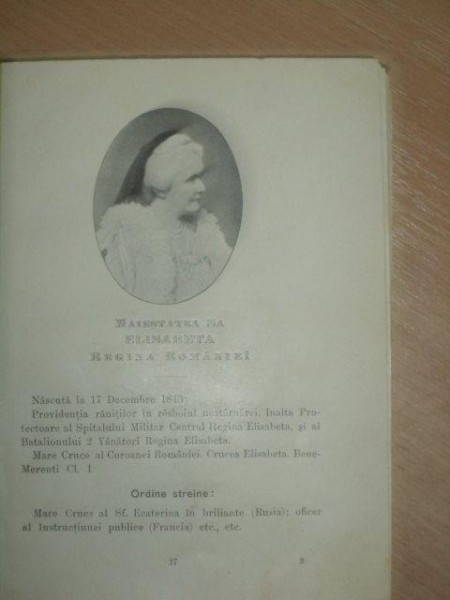 MAIESTATEA SA
ELISABETA
REGINA ROMÂNIEI
Născută la 17 Decembre 1843;
Providența răniților în răsboiul neatârnărei. Inalta Pro-
tectoare al Spitalului Militar Central Regina Elisabeta, și al
Batalionului 2 Vânători Regina Elisabeta.
Mare Cruce al Coroanei României. Crucea Elisabeta. Bene-
Merenti Cl. I
Ordine streine:
Mare Cruce al Sf. Ecaterina în briliante (Rusia); oficer
al Instrucțiunei publice (Francia) etc., etc.
17